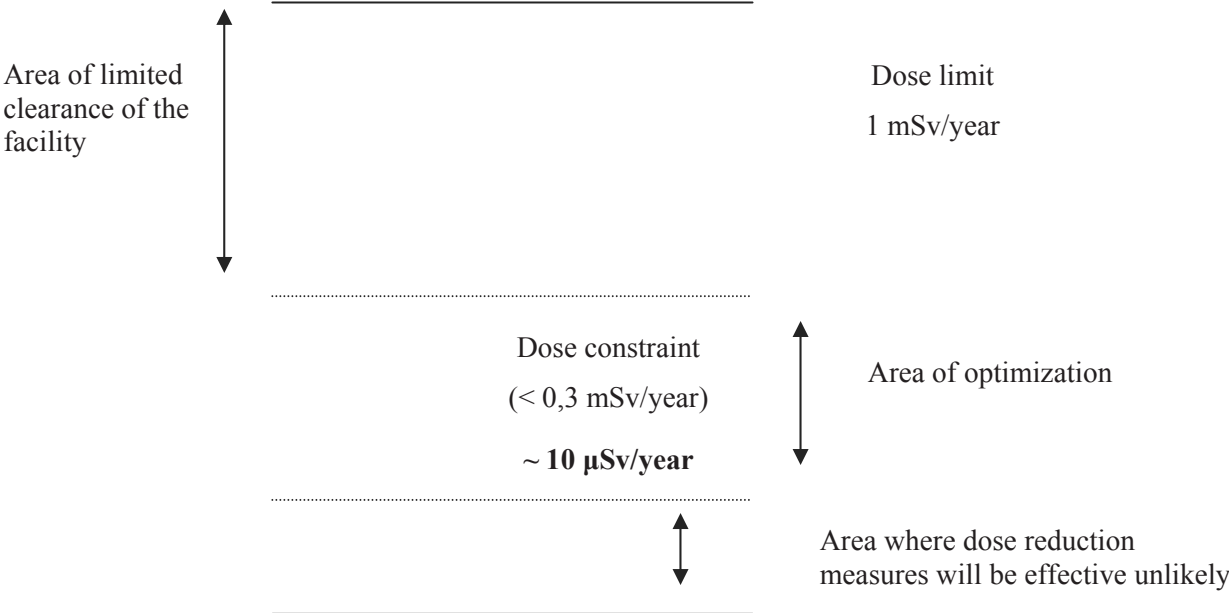 Area of limited
clearance of the
facility
Dose limit
1 mSv/year
Dose constraint
(< 0,3 mSv/year)
~ 10 μSv/year
Area of optimization
Area where dose reduction
measures will be effective unlikely